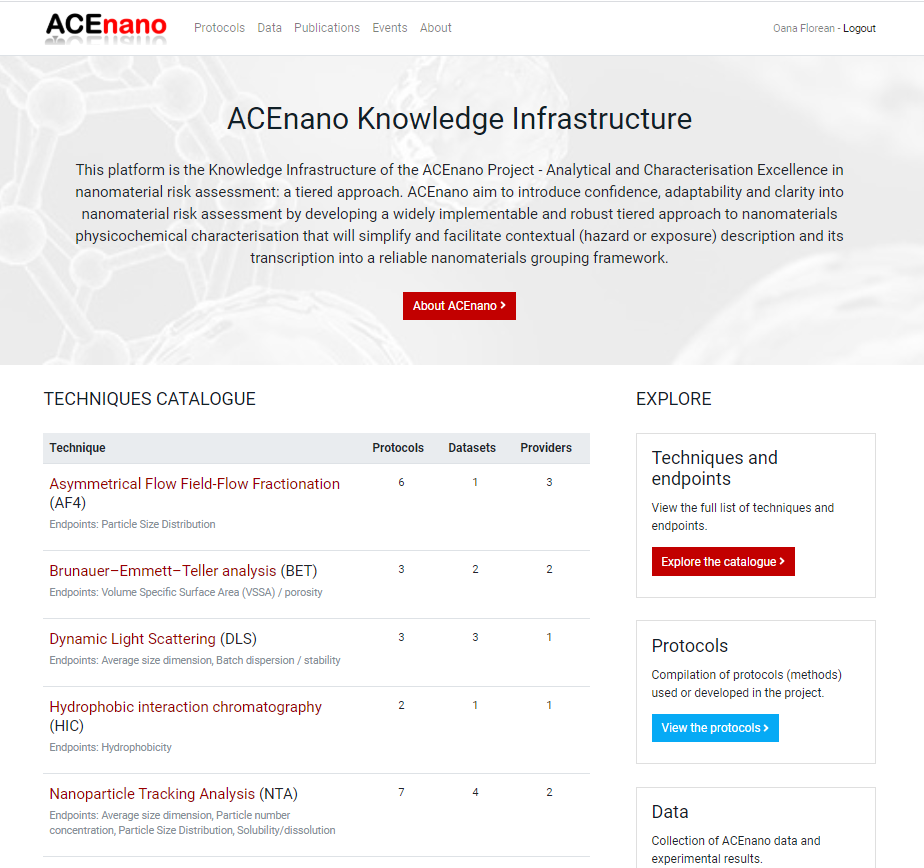 ACEnano
Protocols Data Publications Events About
Oana Florean - Logout
ACEnano Knowledge Infrastructure
This platform is the Knowledge Infrastructure of the ACEnano Project - Analytical and Characterisation Excellence in
nanomaterial risk assessment: a tiered approach. ACEnano aim to introduce confidence, adaptability and clarity into
nanomaterial risk assessment by developing a widely implementable and robust tiered approach to nanomaterials
physicochemical characterisation that will simplify and facilitate contextual (hazard or exposure) description and its
transcription into a reliable nanomaterials grouping framework.
About ACEnano >
TECHNIQUES CATALOGUE
Technique Protocols Datasets Providers
Asymmetrical Flow Field-Flow Fractionation 6 1 3
(AF4)
Endpoints: Particle Size Distribution
Brunauer–Emmett–Teller analysis (BET) 3 2 2
Endpoints: Volume Specific Surface Area (VSSA) / porosity
Dynamic Light Scattering (DLS) 3 3 1
Endpoints: Average size dimension, Batch dispersion / stability
Hydrophobic interaction chromatography 2 1 1
(HIC)
Endpoints: Hydrophobicity
Nanoparticle Tracking Analysis (NTA) 7 4 2
Endpoints: Average size dimension, Particle number
concentration, Particle Size Distribution, Solubility/dissolution
EXPLORE
Techniques and
endpoints
View the full list of techniques and
endpoints.
Explore the catalogue >
Protocols
Compilation of protocols (methods)
used or developed in the project.
View the protocols >
Data
Collection of ACEnano data and
experimental results.